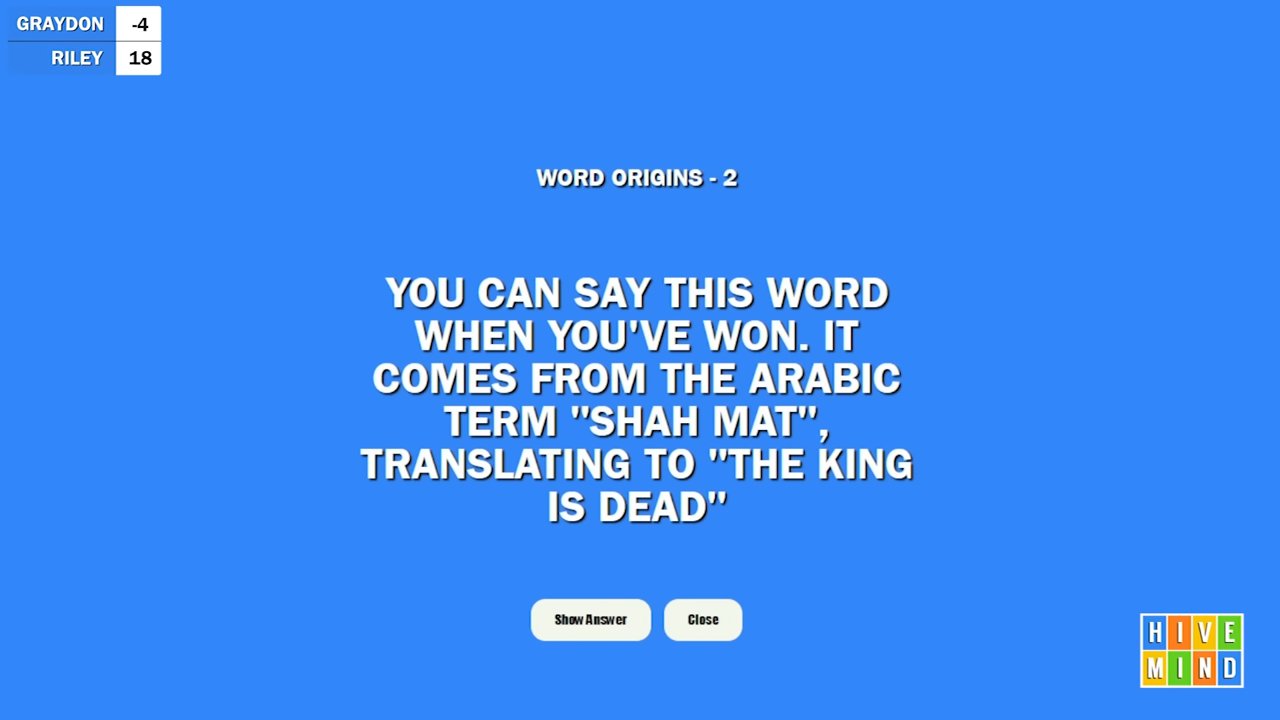 GRAYDON -4
RILEY 18
WORD ORIGINS - 2
YOU CAN SAY THIS WORD
WHEN YOU'VE WON. IT
COMES FROM THE ARABIC
TERM "SHAH MAT",
TRANSLATING TO "THE KING
IS DEAD"
Show Answer Close
HIVE
MIND